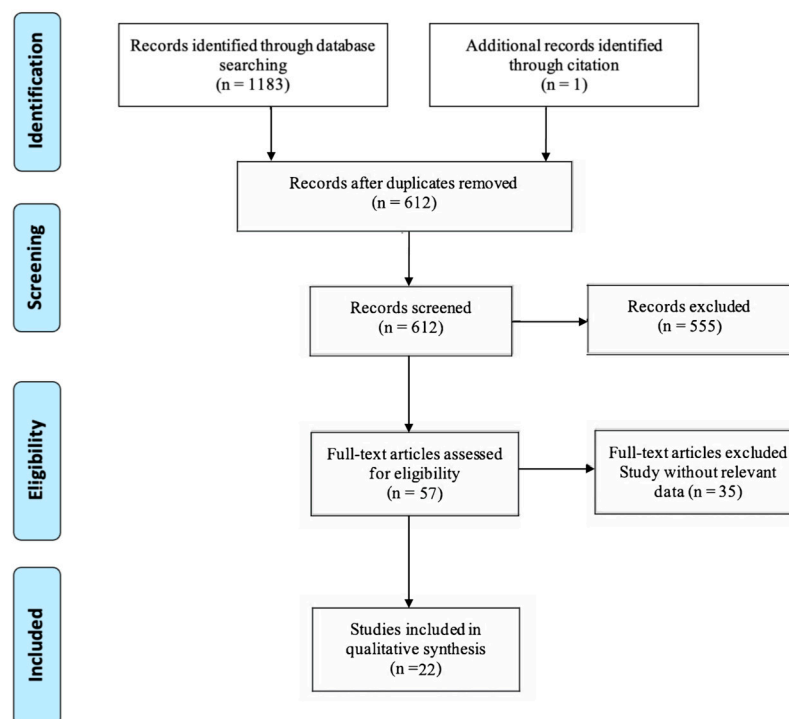 Identification
Records identified through database
searching
(n = 1183)
Additional records identified
through citation
(n = 1)
Records after duplicates removed
(n = 612)
Screening
Records screened
(n = 612)
Records excluded
(n = 555)
Eligibility
Full-text articles assessed
for eligibility
(n = 57)
Full-text articles excluded
Study without relevant
data (n = 35)
Included
Studies included in
qualitative synthesis
(n =22)